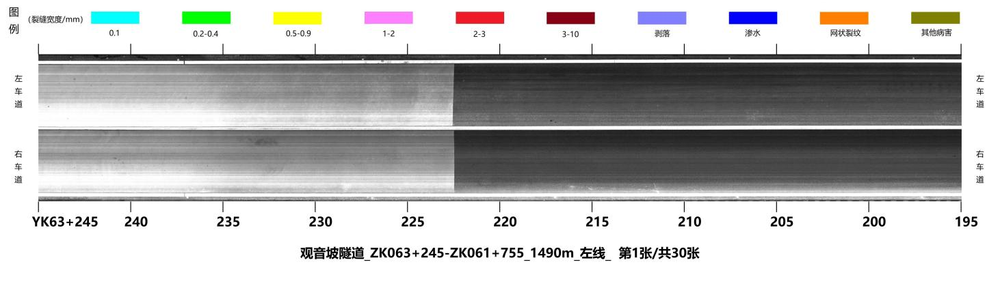 图例
(裂缝宽度/mm)
0.1 0.2-0.4 0.5-0.9 1-2 2-3 3-10 剥落 渗水 网状裂纹 其他病害
左车道 左车道
右车道 右车道
YK63+245 240 235 230 225 220 215 210 205 200 195
观音坡隧道_ZK063+245-ZK061+755_1490m_左线_ 第1张/共30张